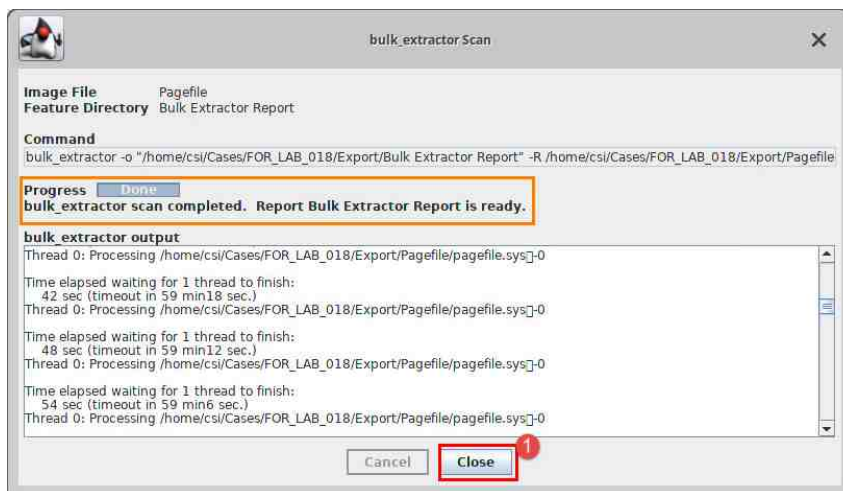 bulk_extractor Scan
Image File Pagefile
Feature Directory Bulk Extractor Report
Command
bulk_extractor -o "/home/csi/Cases/FOR_LAB_018/Export/Bulk Extractor Report" -R /home/csi/Cases/FOR_LAB_018/Export/Pagefile
Progress Done
bulk_extractor scan completed. Report Bulk Extractor Report is ready.
bulk_extractor output
Thread 0: Processing /home/csi/Cases/FOR_LAB_018/Export/Pagefile/pagefile.sys▯-0
Time elapsed waiting for 1 thread to finish:
42 sec (timeout in 59 min18 sec.)
Thread 0: Processing /home/csi/Cases/FOR_LAB_018/Export/Pagefile/pagefile.sys▯-0
Time elapsed waiting for 1 thread to finish:
48 sec (timeout in 59 min12 sec.)
Thread 0: Processing /home/csi/Cases/FOR_LAB_018/Export/Pagefile/pagefile.sys▯-0
Time elapsed waiting for 1 thread to finish:
54 sec (timeout in 59 min6 sec.)
Thread 0: Processing /home/csi/Cases/FOR_LAB_018/Export/Pagefile/pagefile.sys▯-0
1
Cancel Close